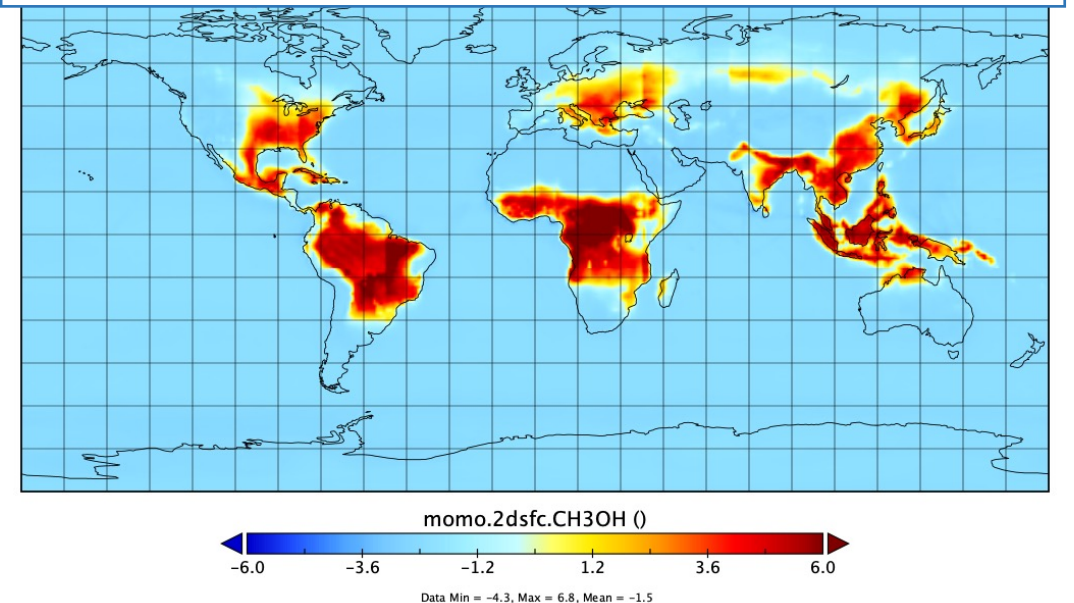 momo.2dsfc.CH3OH ()
-6.0 -3.6 -1.2 1.2 3.6 6.0
Data Min = -4.3, Max = 6.8, Mean = -1.5